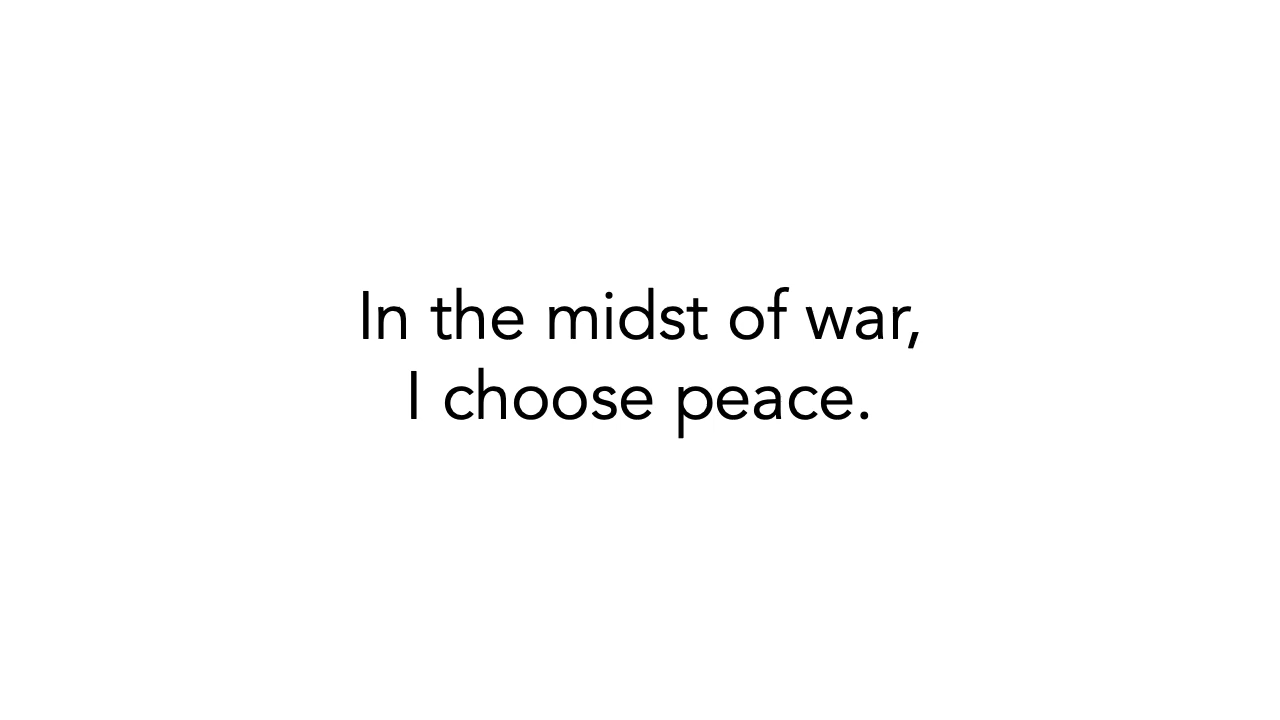 In the midst of war,
I choose peace.